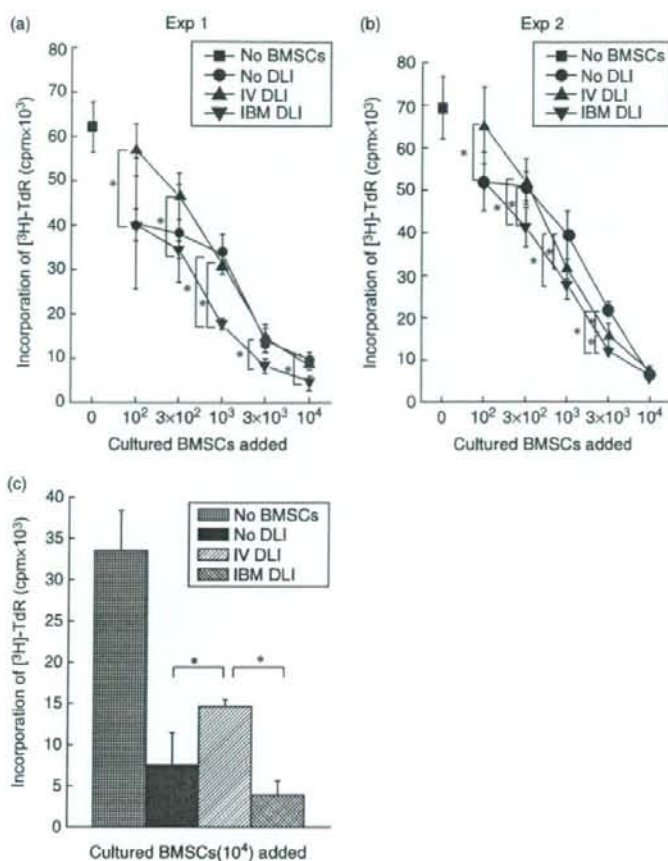 (a)
Exp 1
Incorporation of [³H]-TdR (cpm×10³)
80
70
60
50
40
30
20
10
0
No BMSCs
No DLI
IV DLI
IBM DLI
*
*
*
*
*
*
0 10² 3×10² 10³ 3×10³ 10⁴
Cultured BMSCs added
(b)
Exp 2
Incorporation of [³H]-TdR (cpm×10³)
90
80
70
60
50
40
30
20
10
0
No BMSCs
No DLI
IV DLI
IBM DLI
*
*
*
*
*
*
*
*
0 10² 3×10² 10³ 3×10³ 10⁴
Cultured BMSCs added
(c)
Incorporation of [³H]-TdR (cpm×10³)
40
35
30
25
20
15
10
5
0
No BMSCs
No DLI
IV DLI
IBM DLI
*
*
Cultured BMSCs(10⁴) added